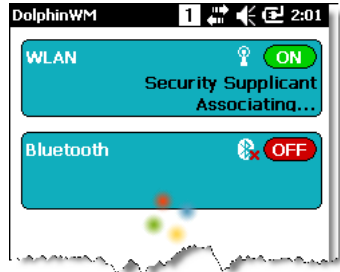 DolphinWM 1 2:01
WLAN ON
Security Supplicant
Associating...
Bluetooth OFF